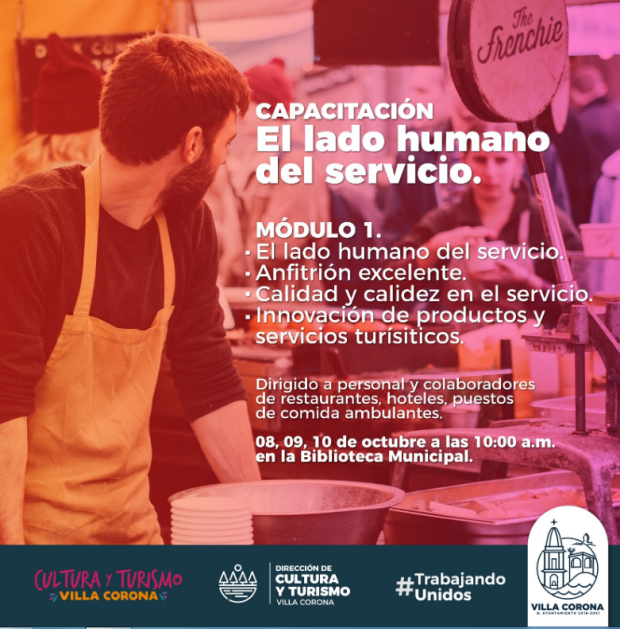 The
Frenchie
CAPACITACIÓN
El lado humano
del servicio.
MÓDULO 1.
· El lado humano del servicio.
· Anfitrión excelente.
· Calidad y calidez en el servicio.
· Innovación de productos y
servicios turísiticos.
Dirigido a personal y colaboradores
de restaurantes, hoteles, puestos
de comida ambulantes.
08, 09, 10 de octubre a las 10:00 a.m.
en la Biblioteca Municipal.
CULTURA Y TURISMO
VILLA CORONA
DIRECCIÓN DE
CULTURA
Y TURISMO
VILLA CORONA
#Trabajando
Unidos
VILLA CORONA
H. AYUNTAMIENTO 2018-2021